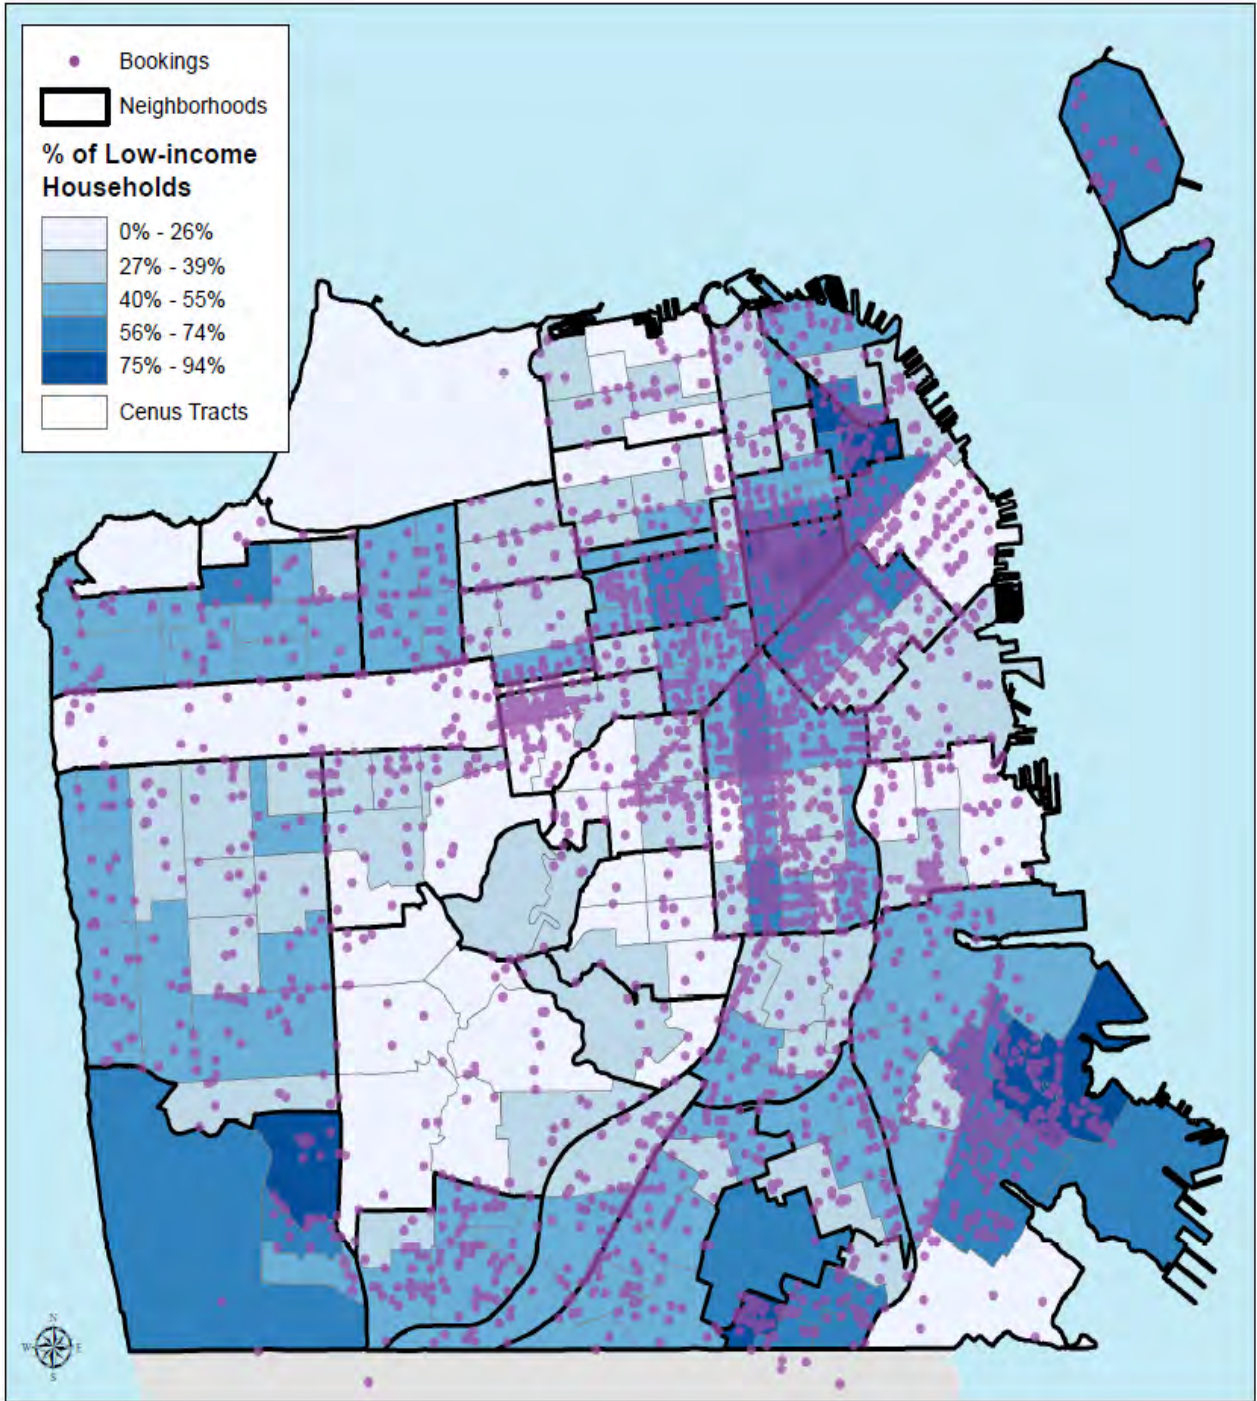 Bookings
Neighborhoods
% of Low-income
Households
0% - 26%
27% - 39%
40% - 55%
56% - 74%
75% - 94%
Cenus Tracts
N
W E
S